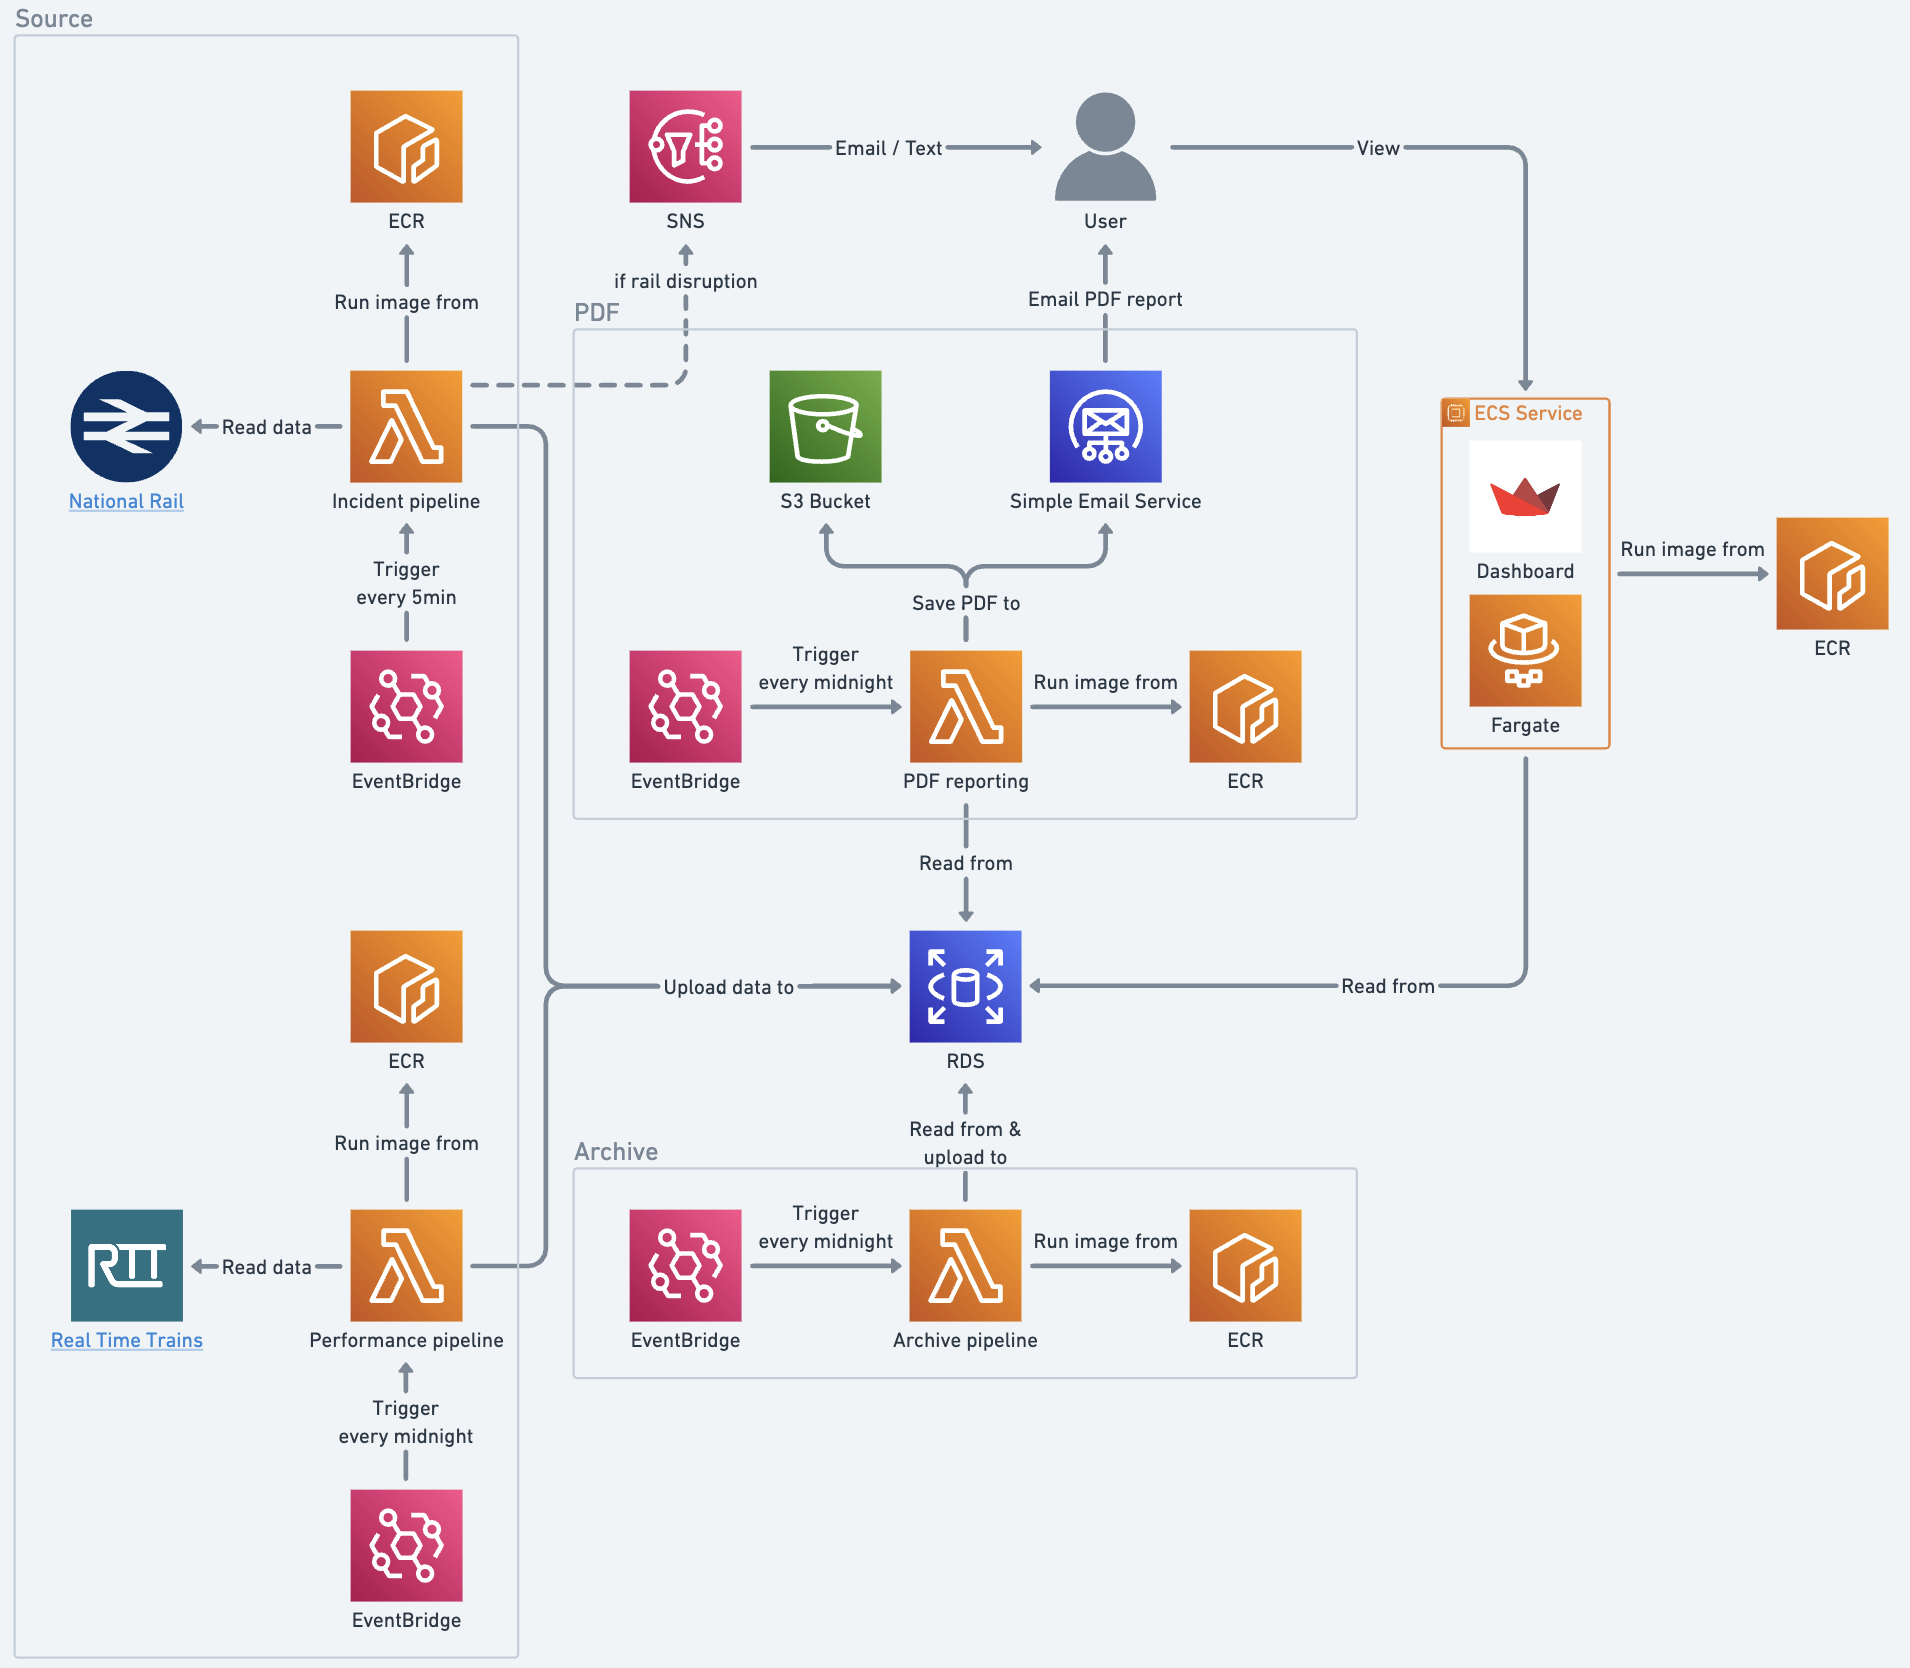 Source
ECR
SNS
Email / Text
User
View
Run image from
if rail disruption
Email PDF report
PDF
National Rail
Read data
Incident pipeline
S3 Bucket
Simple Email Service
ECS Service
Dashboard
Fargate
Run image from
ECR
Trigger
every 5min
EventBridge
Save PDF to
EventBridge
Trigger
every midnight
PDF reporting
Run image from
ECR
Read from
ECR
Upload data to
RDS
Read from
Run image from
Read from &
upload to
Archive
RTT
Real Time Trains
Read data
Performance pipeline
EventBridge
Trigger
every midnight
Archive pipeline
Run image from
ECR
Trigger
every midnight
EventBridge